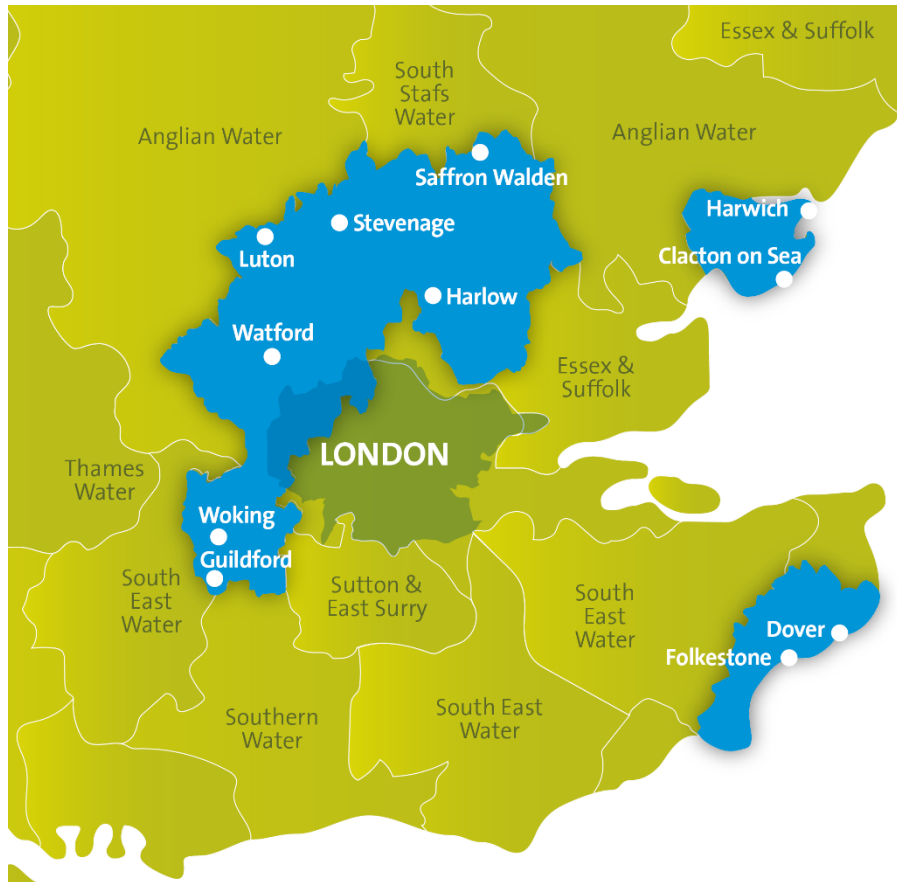 Essex & Suffolk
South
Stafs
Water
Anglian Water
Anglian Water
Saffron Walden
Harwich
Stevenage
Luton
Clacton on Sea
Harlow
Watford
Essex &
Suffolk
LONDON
Thames
Water
Woking
Guildford
South
East
Water
Sutton &
East Surry
South
East
Water
Dover
Folkestone
Southern
Water
South East
Water